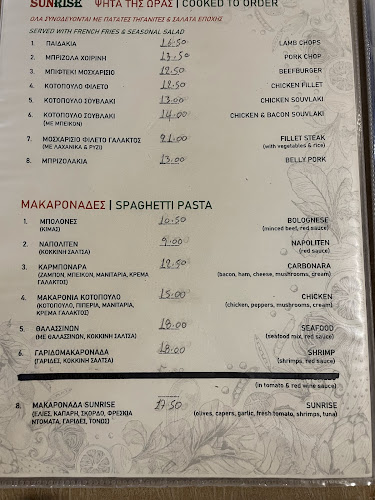 SUNRISE ΨΗΤΑ ΤΗΣ ΩΡΑΣ | COOKED TO ORDER
ΟΛΑ ΣΥΝΟΔΕΥΟΝΤΑΙ ΜΕ ΠΑΤΑΤΕΣ ΤΗΓΑΝΙΤΕΣ & ΣΑΛΑΤΑ ΕΠΟΧΗΣ
SERVED WITH FRENCH FRIES & SEASONAL SALAD
1. ΠΑΙΔΑΚΙΑ 16.50 LAMB CHOPS
2. ΜΠΡΙΖΟΛΑ ΧΟΙΡΙΝΗ 13.50 PORK CHOP
3. ΜΠΙΦΤΕΚΙ ΜΟΣΧΑΡΙΣΙΟ 12.50 BEEFBURGER
4. ΚΟΤΟΠΟΥΛΟ ΦΙΛΕΤΟ 12.50 CHICKEN FILLET
5. ΚΟΤΟΠΟΥΛΟ ΣΟΥΒΛΑΚΙ 13.00 CHICKEN SOUVLAKI
6. ΚΟΤΟΠΟΥΛΟ ΣΟΥΒΛΑΚΙ 14.00 CHICKEN & BACON SOUVLAKI
(ΜΕ ΜΠΕΙΚΟΝ)
7. ΜΟΣΧΑΡΙΣΙΟ ΦΙΛΕΤΟ ΓΑΛΑΚΤΟΣ 21.00 FILLET STEAK
(ΜΕ ΛΑΧΑΝΙΚΑ & ΡΥΖΙ) (with vegetables & rice)
8. ΜΠΡΙΖΟΛΑΚΙΑ 13.00 BELLY PORK
ΜΑΚΑΡΟΝΑΔΕΣ | SPAGHETTI PASTA
1. ΜΠΟΛΟΝΕΣ 10.50 BOLOGNESE
(ΚΙΜΑΣ) (minced beef, red sauce)
2. ΝΑΠΟΛΙΤΕΝ 9.00 NAPOLITEN
(ΚΟΚΚΙΝΗ ΣΑΛΤΣΑ) (red sauce)
3. ΚΑΡΜΠΟΝΑΡΑ 12.50 CARBONARA
(ΖΑΜΠΟΝ, ΜΠΕΙΚΟΝ, ΜΑΝΙΤΑΡΙΑ, ΚΡΕΜΑ (bacon, ham, cheese, mushrooms, cream)
ΓΑΛΑΚΤΟΣ)
4. ΜΑΚΑΡΟΝΙΑ ΚΟΤΟΠΟΥΛΟ 15.00 CHICKEN
(ΚΟΤΟΠΟΥΛΟ, ΠΙΠΕΡΙΑ, ΜΑΝΙΤΑΡΙΑ, (chicken, peppers, mushrooms, cream)
ΚΡΕΜΑ ΓΑΛΑΚΤΟΣ)
5. ΘΑΛΑΣΣΙΝΩΝ 18.00 SEAFOOD
(ΜΕ ΘΑΛΑΣΣΙΝΩΝ, ΚΟΚΚΙΝΗ ΣΑΛΤΣΑ) (seafood mix, red sauce)
6. ΓΑΡΙΔΟΜΑΚΑΡΟΝΑΔΑ 18.00 SHRIMP
(ΓΑΡΙΔΕΣ, ΚΟΚΚΙΝΗ ΣΑΛΤΣΑ) (shrimps, red sauce)
in tomato & red wine sauce)
8. ΜΑΚΑΡΟΝΑΔΑ SUNRISE 17.50 SUNRISE
(ΕΛΙΕΣ, ΚΑΠΑΡΗ, ΣΚΟΡΔΟ, ΦΡΕΣΚΙΑ (olives, capers, garlic, fresh tomato, shrimps, tuna)
ΝΤΟΜΑΤΑ, ΓΑΡΙΔΕΣ, ΤΟΝΟΣ)